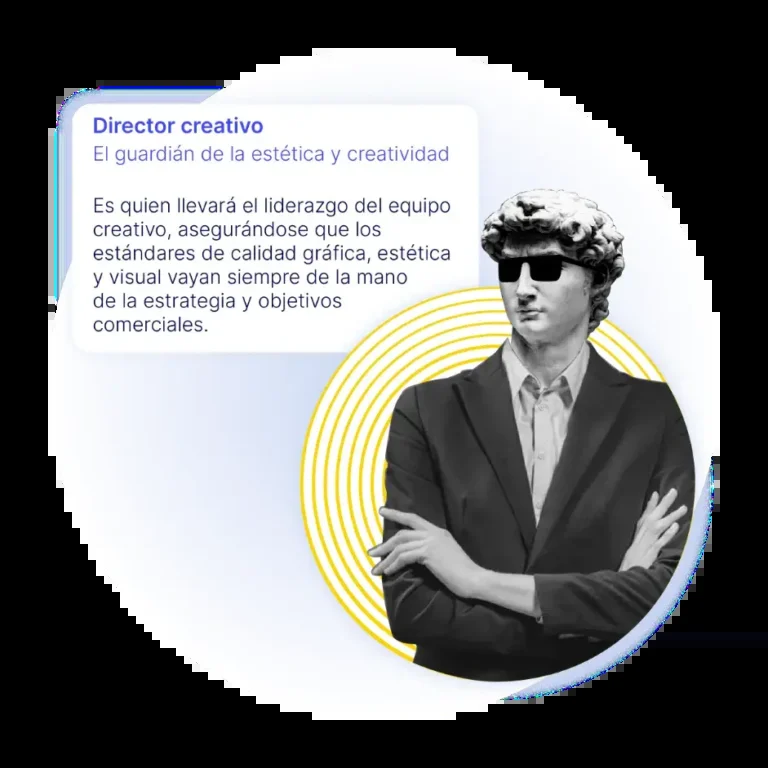 Director creativo
El guardián de la estética y creatividad
Es quien llevará el liderazgo del equipo
creativo, asegurándose que los
estándares de calidad gráfica, estética
y visual vayan siempre de la mano
de la estrategia y objetivos
comerciales.